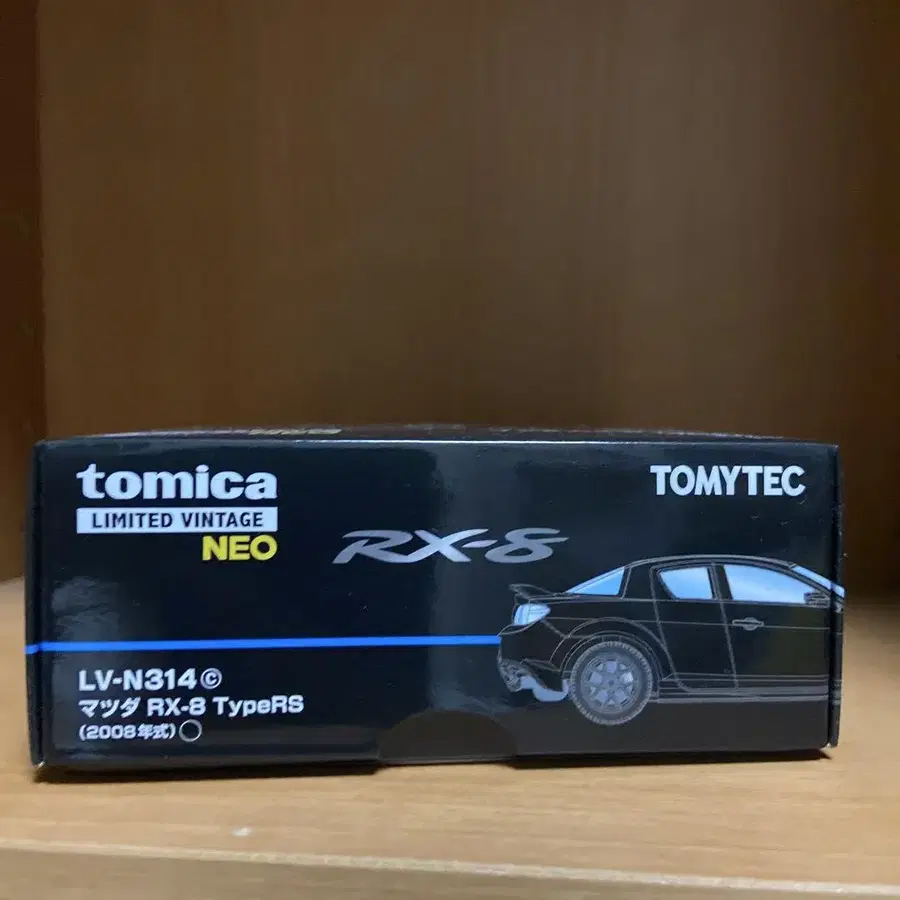 tomica
LIMITED VINTAGE
NEO
TOMYTEC
RX-8
LV-N314ⓒ
マツダ RX-8 TypeRS
(2008年式)